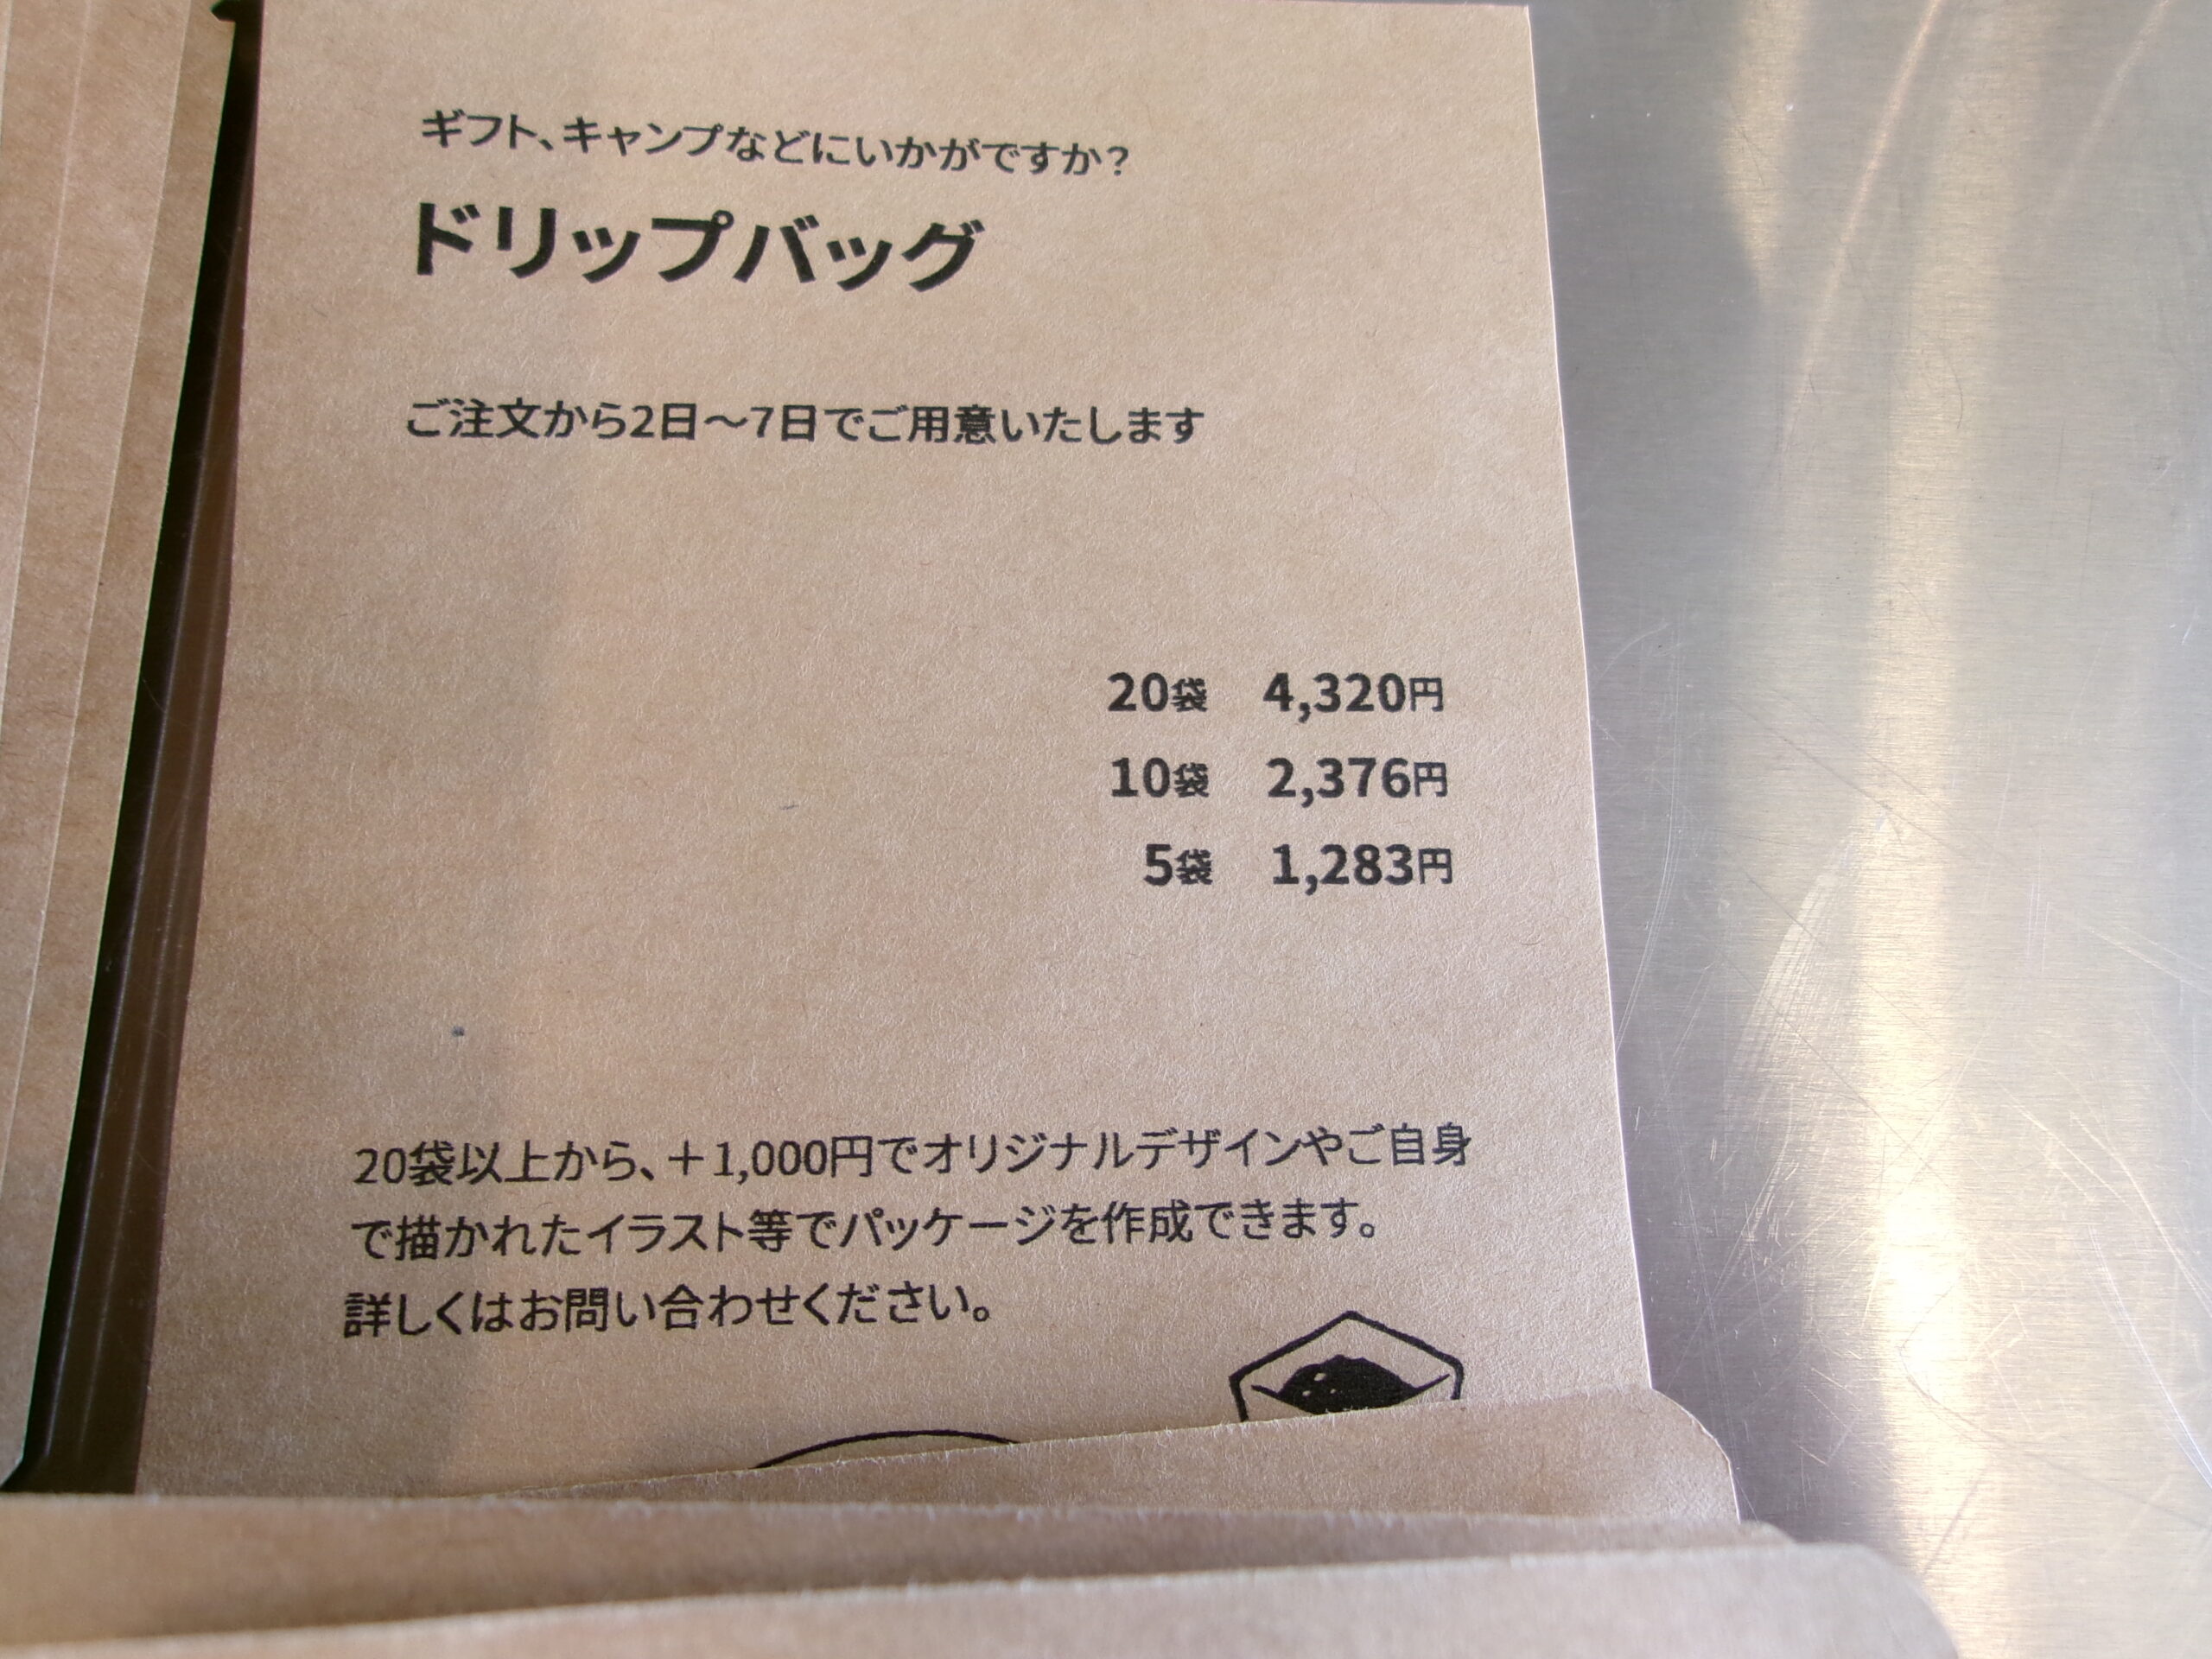 ギフト、キャンプなどにいかがですか?
ドリップバッグ
ご注文から2日〜7日でご用意いたします
20袋 4,320円
10袋 2,376円
5袋 1,283円
20袋以上から、＋1,000円でオリジナルデザインやご自身
で描かれたイラスト等でパッケージを作成できます。
詳しくはお問い合わせください。